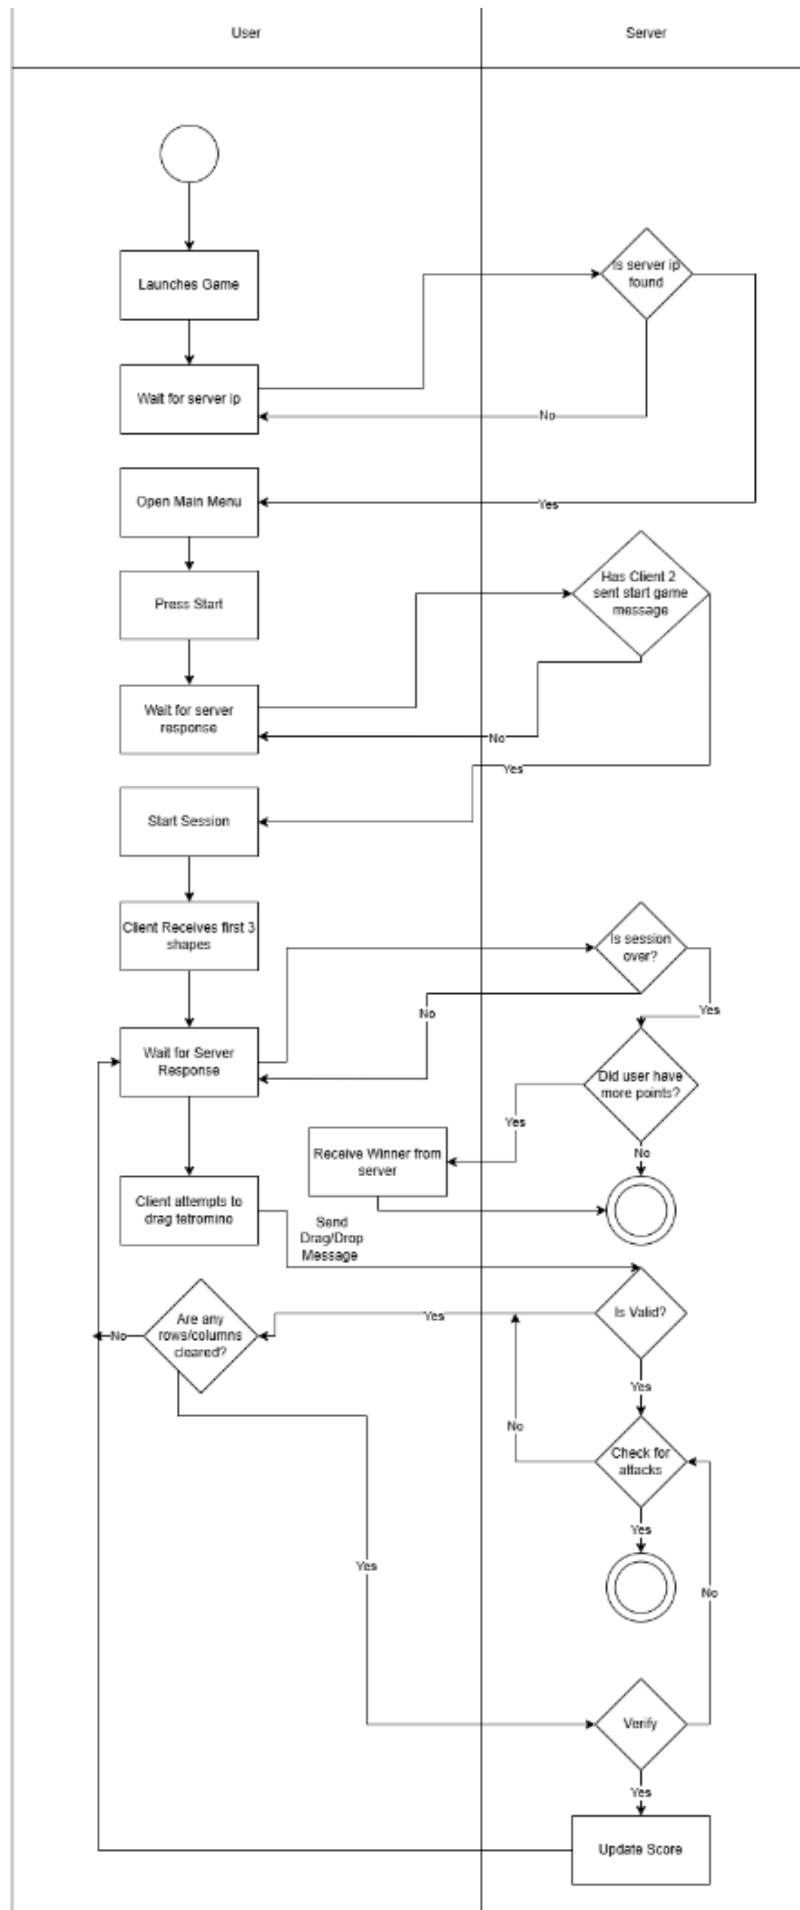 User
Server
Launches Game
Is server ip
found
Wait for server ip
No
Open Main Menu
Yes
Has Client 2
sent start game
message
Press Start
Wait for server
response
No
Yes
Start Session
Client Receives first 3
shapes
Is session
over?
No
Yes
Wait for Server
Response
Did user have
more points?
Yes
Receive Winner from
server
No
Client attempts to
drag tetromino
Send
Drag/Drop
Message
Is Valid?
Yes
Are any
rows/columns
cleared?
No
Yes
No
Check for
attacks
Yes
Yes
No
Verify
Yes
Update Score